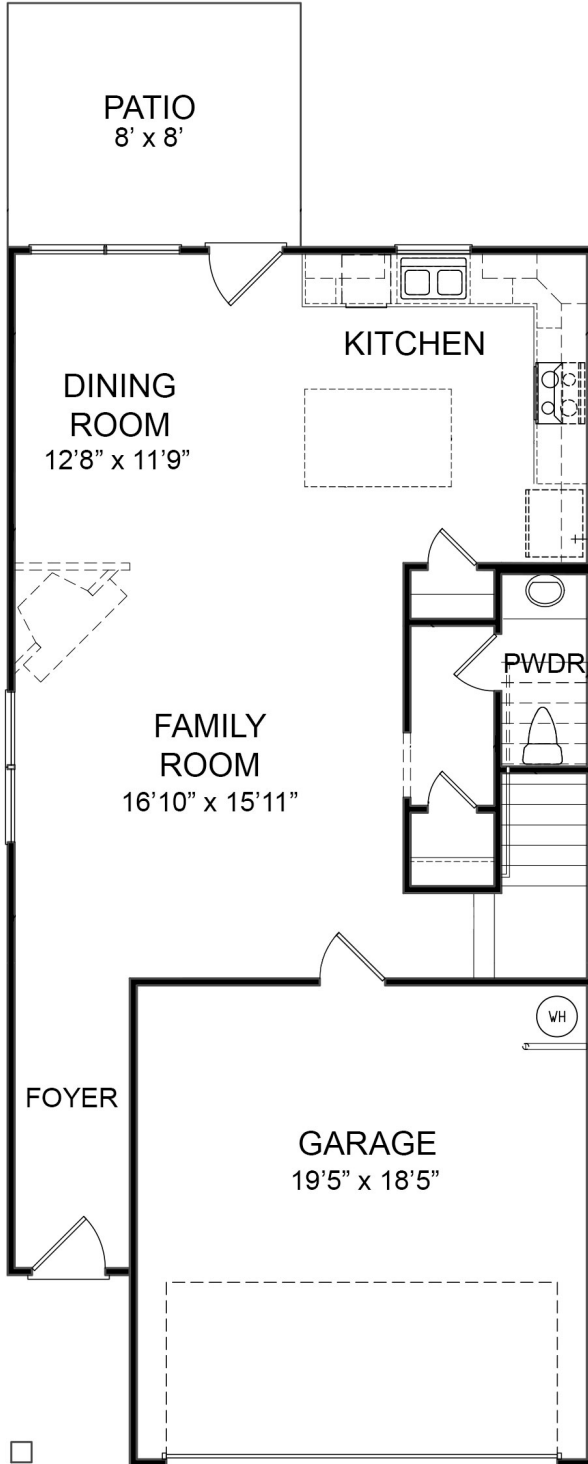 PATIO
8’ x 8’
KITCHEN
DINING
ROOM
12’8” x 11’9”
PWDR
FAMILY
ROOM
16’10” x 15’11”
WH
FOYER
GARAGE
19’5” x 18’5”